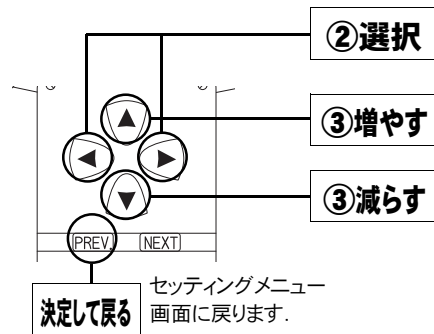 ②選択
③増やす
③減らす
PREV. NEXT
決定して戻る
セッティングメニュー
画面に戻ります.